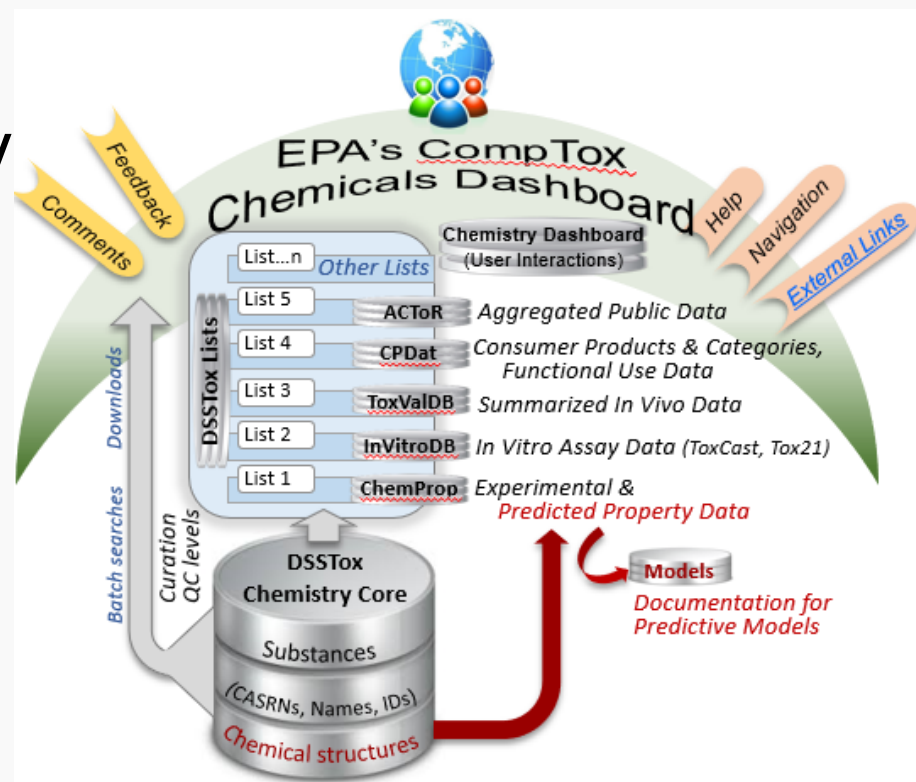 EPA's CompTox
Chemicals Dashboard
Feedback
Comments
Help
Navigation
External Links
Chemistry Dashboard
(User Interactions)
List...n
Other Lists
DSSTox Lists
List 5
ACToR
Aggregated Public Data
List 4
CPDat
Consumer Products & Categories,
Functional Use Data
List 3
ToxValDB
Summarized In Vivo Data
List 2
InVitroDB
In Vitro Assay Data (ToxCast, Tox21)
List 1
ChemProp
Experimental &
Predicted Property Data
Models
Documentation for
Predictive Models
Batch searches Downloads
Curation
QC levels
DSSTox
Chemistry Core
Substances
(CASRNs, Names, IDs)
Chemical structures